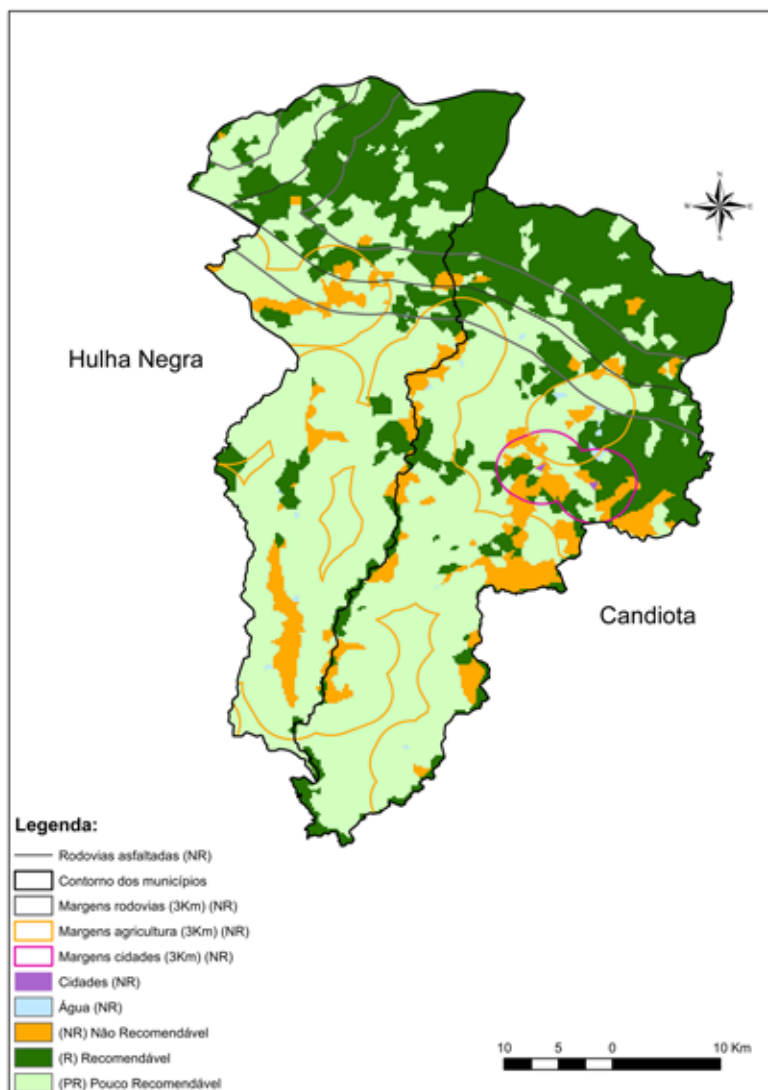 N
W E
S
Hulha Negra
Candiota
Legenda:
Rodovias asfaltadas (NR)
Contorno dos municípios
Margens rodovias (3Km) (NR)
Margens agricultura (3Km) (NR)
Margens cidades (3Km) (NR)
Cidades (NR)
Água (NR)
(NR) Não Recomendável
(R) Recomendável
(PR) Pouco Recomendável
10 5 0 10 Km